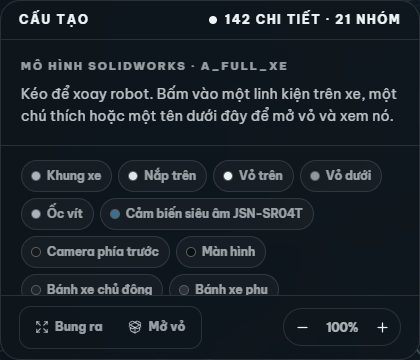 CẤU TẠO
142 CHI TIẾT · 21 NHÓM
MÔ HÌNH SOLIDWORKS · A_FULL_XE
Kéo để xoay robot. Bấm vào một linh kiện trên xe, một
chú thích hoặc một tên dưới đây để mở vỏ và xem nó.
Khung xe
Nắp trên
Vỏ trên
Vỏ dưới
Ốc vít
Cảm biến siêu âm JSN-SR04T
Camera phía trước
Màn hình
Bánh xe chủ động
Bánh xe phụ
Bung ra
Mở vỏ
− 100% +